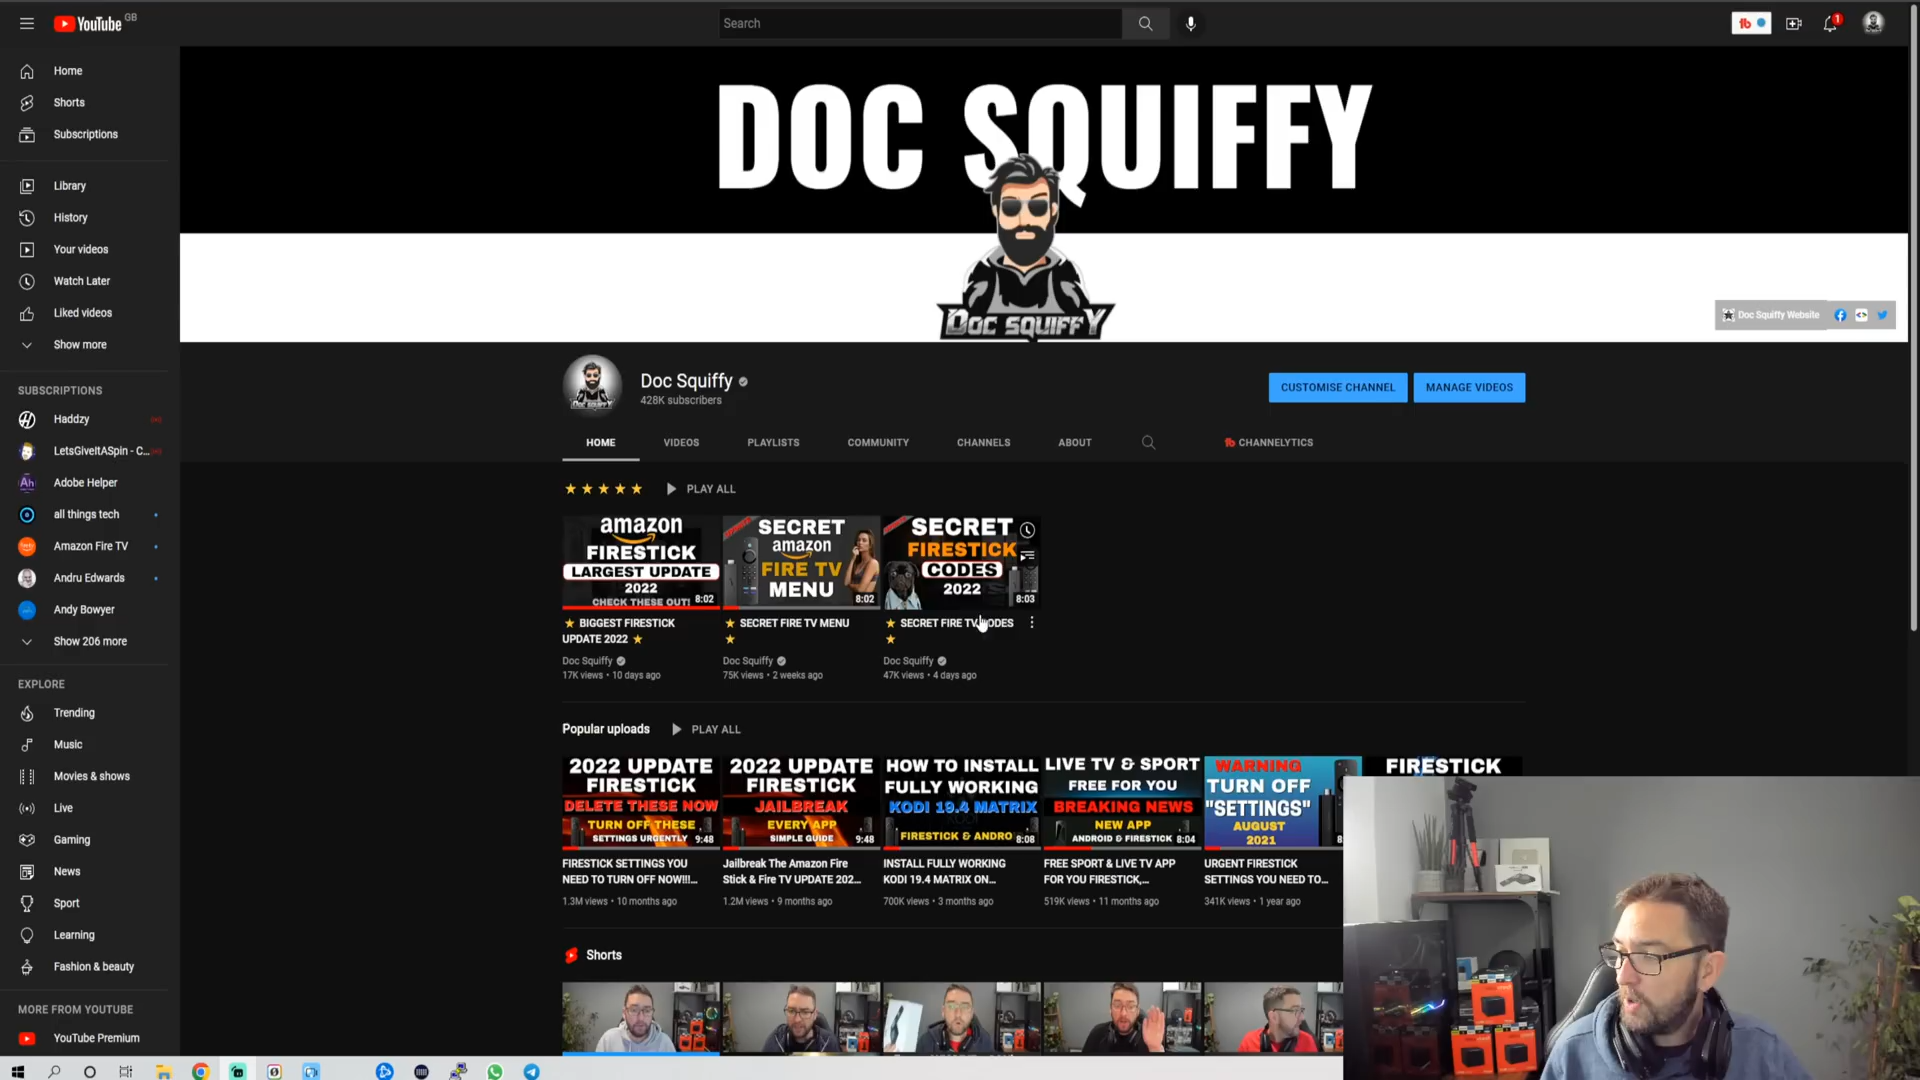 YouTube GB
Search
Home
Shorts
Subscriptions
Library
History
Your videos
Watch Later
Liked videos
Show more
SUBSCRIPTIONS
Haddzy
LetsGiveItASpin - C...
Adobe Helper
all things tech
Amazon Fire TV
Andru Edwards
Andy Bowyer
Show 206 more
EXPLORE
Trending
Music
Movies & shows
Live
Gaming
News
Sport
Learning
Fashion & beauty
MORE FROM YOUTUBE
YouTube Premium
tb
1
DOC SQUIFFY
DOC SQUIFFY
Doc Squiffy Website
Doc Squiffy
428K subscribers
CUSTOMISE CHANNEL
MANAGE VIDEOS
HOME VIDEOS PLAYLISTS COMMUNITY CHANNELS ABOUT tb CHANNELYTICS
★ ★ ★ ★ ★ PLAY ALL
amazon
FIRESTICK
LARGEST UPDATE
2022
CHECK THESE OUT! 8:02
★ BIGGEST FIRESTICK
UPDATE 2022 ★
Doc Squiffy
17K views • 10 days ago
SECRET
amazon
FIRE TV
MENU
8:02
★ SECRET FIRE TV MENU
★
Doc Squiffy
75K views • 2 weeks ago
SECRET
FIRESTICK
CODES
2022
8:03
★ SECRET FIRE TV CODES
★
Doc Squiffy
47K views • 4 days ago
Popular uploads PLAY ALL
2022 UPDATE
FIRESTICK
DELETE THESE NOW
TURN OFF THESE
SETTINGS URGENTLY 9:48
FIRESTICK SETTINGS YOU
NEED TO TURN OFF NOW!!!...
1.3M views • 10 months ago
2022 UPDATE
FIRESTICK
JAILBREAK
EVERY APP
SIMPLE GUIDE 9:48
Jailbreak The Amazon Fire
Stick & Fire TV UPDATE 202...
1.2M views • 9 months ago
HOW TO INSTALL
FULLY WORKING
KODI 19.4 MATRIX
KODI
FIRESTICK & ANDRO
8:08
INSTALL FULLY WORKING
KODI 19.4 MATRIX ON...
700K views • 3 months ago
LIVE TV & SPORT
FREE FOR YOU
BREAKING NEWS
NEW APP
ANDROID & FIRESTICK 8:04
FREE SPORT & LIVE TV APP
FOR YOU FIRESTICK,...
519K views • 11 months ago
WARNING
TURN OFF
"SETTINGS"
AUGUST
2021
URGENT FIRESTICK
SETTINGS YOU NEED TO...
341K views • 1 year ago
FIRESTICK
Shorts